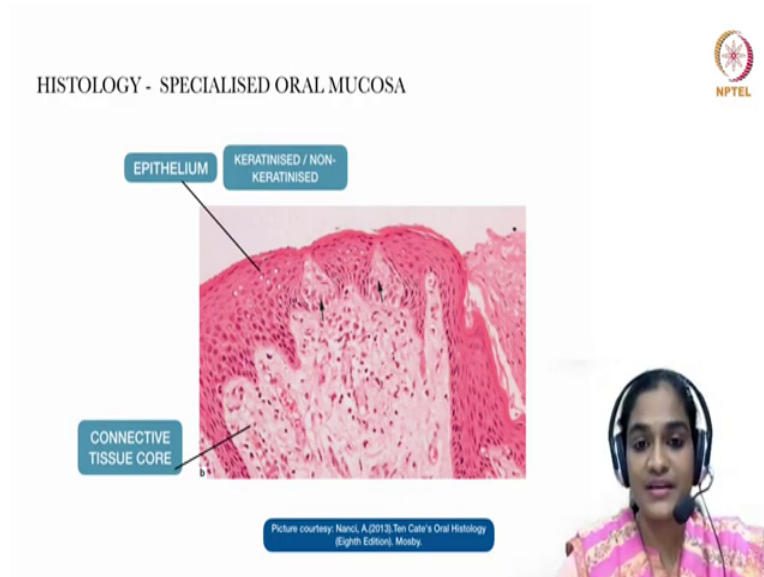 HISTOLOGY - SPECIALISED ORAL MUCOSA
NPTEL
EPITHELIUM
KERATINISED / NON-
KERATINISED
CONNECTIVE
TISSUE CORE
b
Picture courtesy: Nanci, A.(2013).Ten Cate's Oral Histology
(Eighth Edition). Mosby.